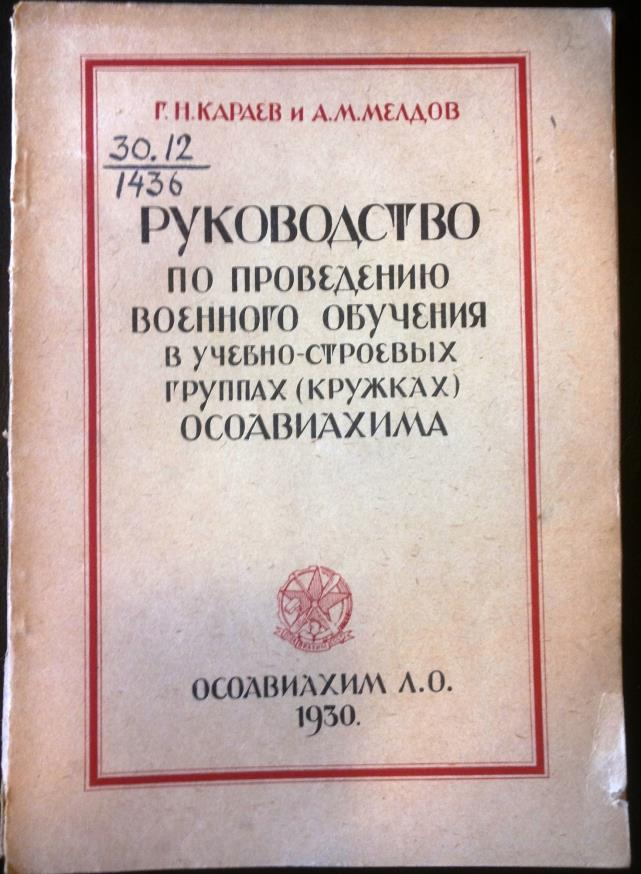 Г. Н. КАРАЕВ и А. М. МЕЛДОВ
30.12
1436
РУКОВОДСТВО
ПО ПРОВЕДЕНИЮ
ВОЕННОГО ОБУЧЕНИЯ
В УЧЕБНО-СТРОЕВЫХ
ГРУППАХ (КРУЖКАХ)
ОСОАВИАХИМА
ОСОАВИАХИМ Л. О.
1930.